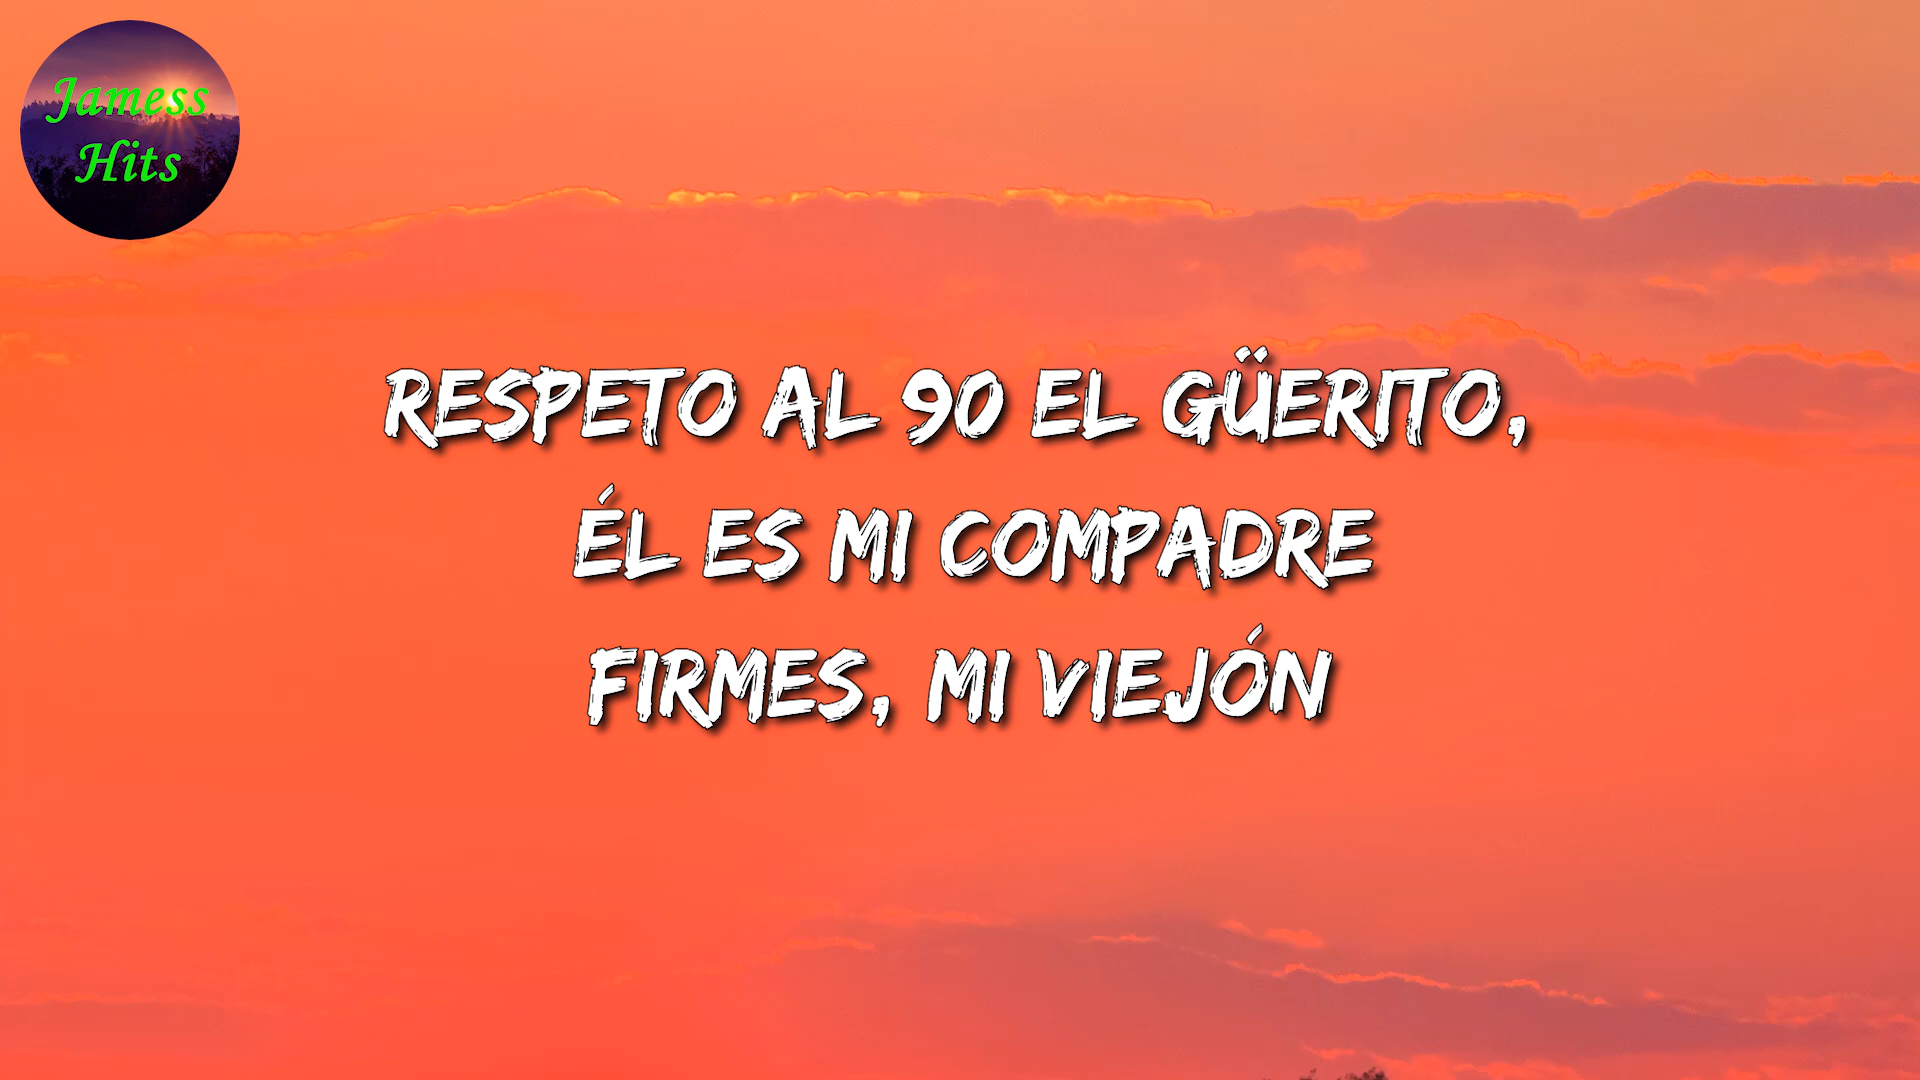 Jamess
Hits
RESPETO AL 90 EL GÜERITO,
ÉL ES MI COMPADRE
FIRMES, MI VIEJÓN